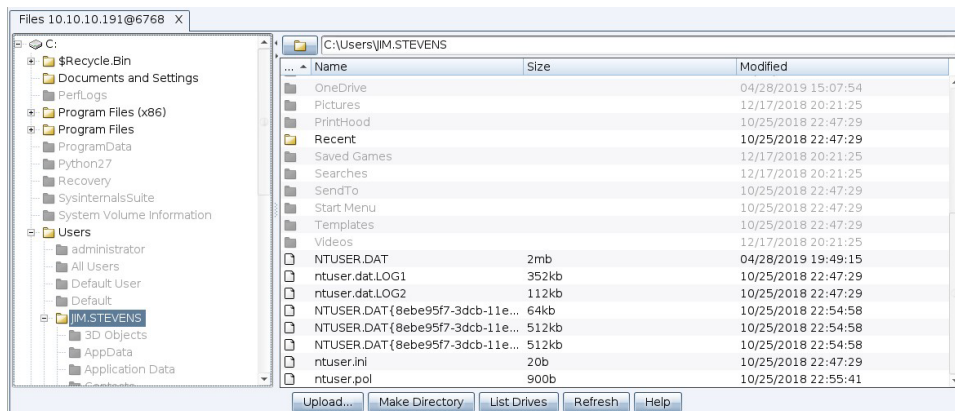 Files 10.10.10.191@6768 X
C:
$Recycle.Bin
Documents and Settings
PerfLogs
Program Files (x86)
Program Files
ProgramData
Python27
Recovery
SysinternalsSuite
System Volume Information
Users
administrator
All Users
Default User
Default
JIM.STEVENS
3D Objects
AppData
Application Data
C:\Users\JIM.STEVENS
... Name Size Modified
OneDrive 04/28/2019 15:07:54
Pictures 12/17/2018 20:21:25
PrintHood 10/25/2018 22:47:29
Recent 10/25/2018 22:47:29
Saved Games 12/17/2018 20:21:25
Searches 12/17/2018 20:21:25
SendTo 10/25/2018 22:47:29
Start Menu 10/25/2018 22:47:29
Templates 10/25/2018 22:47:29
Videos 12/17/2018 20:21:25
NTUSER.DAT 2mb 04/28/2019 19:49:15
ntuser.dat.LOG1 352kb 10/25/2018 22:47:29
ntuser.dat.LOG2 112kb 10/25/2018 22:47:29
NTUSER.DAT{8ebe95f7-3dcb-11e... 64kb 10/25/2018 22:54:58
NTUSER.DAT{8ebe95f7-3dcb-11e... 512kb 10/25/2018 22:54:58
NTUSER.DAT{8ebe95f7-3dcb-11e... 512kb 10/25/2018 22:54:58
ntuser.ini 20b 10/25/2018 22:47:29
ntuser.pol 900b 10/25/2018 22:55:41
Upload... Make Directory List Drives Refresh Help